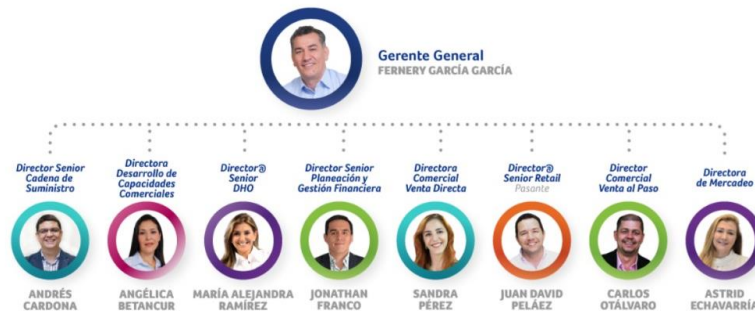 Gerente General
FERNERY GARCÍA GARCÍA
Director Senior
Cadena de
Suministro
ANDRÉS
CARDONA
Directora
Desarrollo de
Capacidades
Comerciales
ANGÉLICA
BETANCUR
Director®
Senior
DHO
MARÍA ALEJANDRA
RAMÍREZ
Director Senior
Planeación y
Gestión Financiera
JONATHAN
FRANCO
Directora
Comercial
Venta Directa
SANDRA
PÉREZ
Director®
Senior Retail
Pasante
JUAN DAVID
PELÁEZ
Director
Comercial
Venta al Paso
CARLOS
OTÁLVARO
Directora
de Mercadeo
ASTRID
ECHAVARRÍA